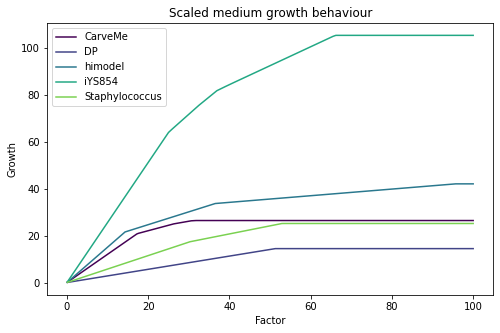 Scaled medium growth behaviour
CarveMe
DP
himodel
iYS854
Staphylococcus
Growth
100
80
60
40
20
0
0 20 40 60 80 100
Factor